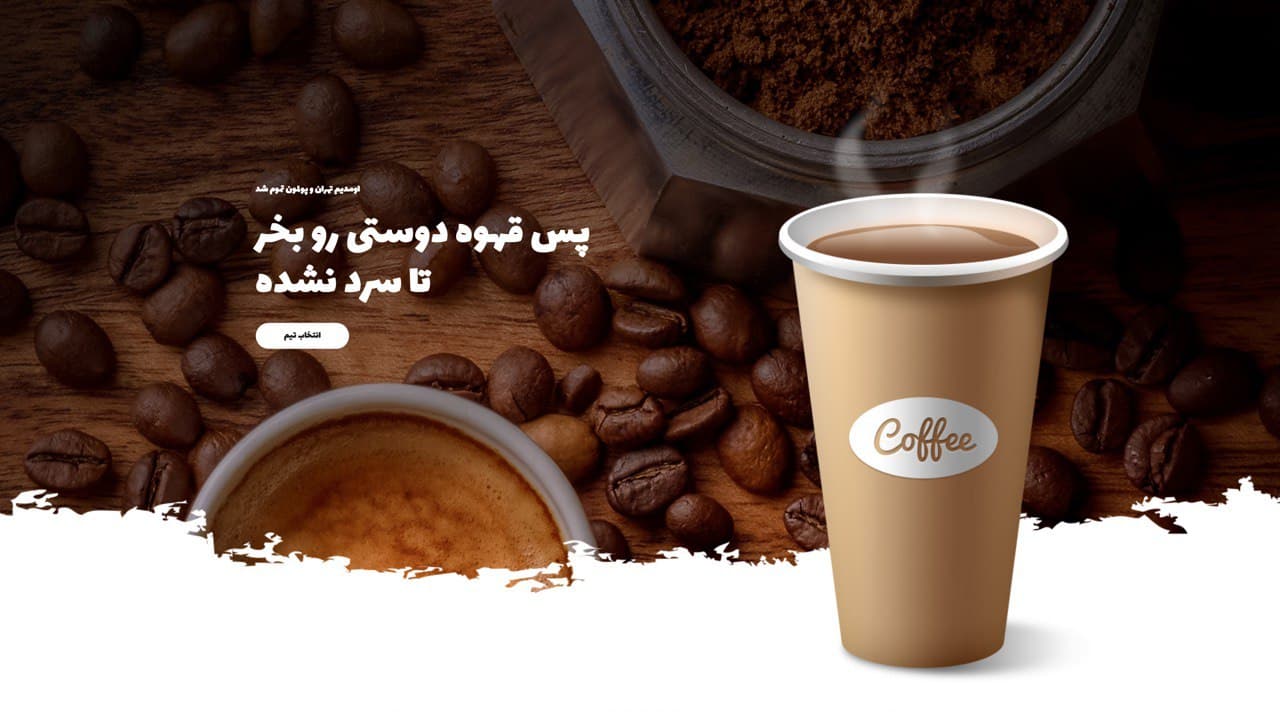 اومدیم تهران و پولمون تموم شد
پس قهوه دوستی رو بخر
تا سرد نشده
انتخاب تیم
Coffee